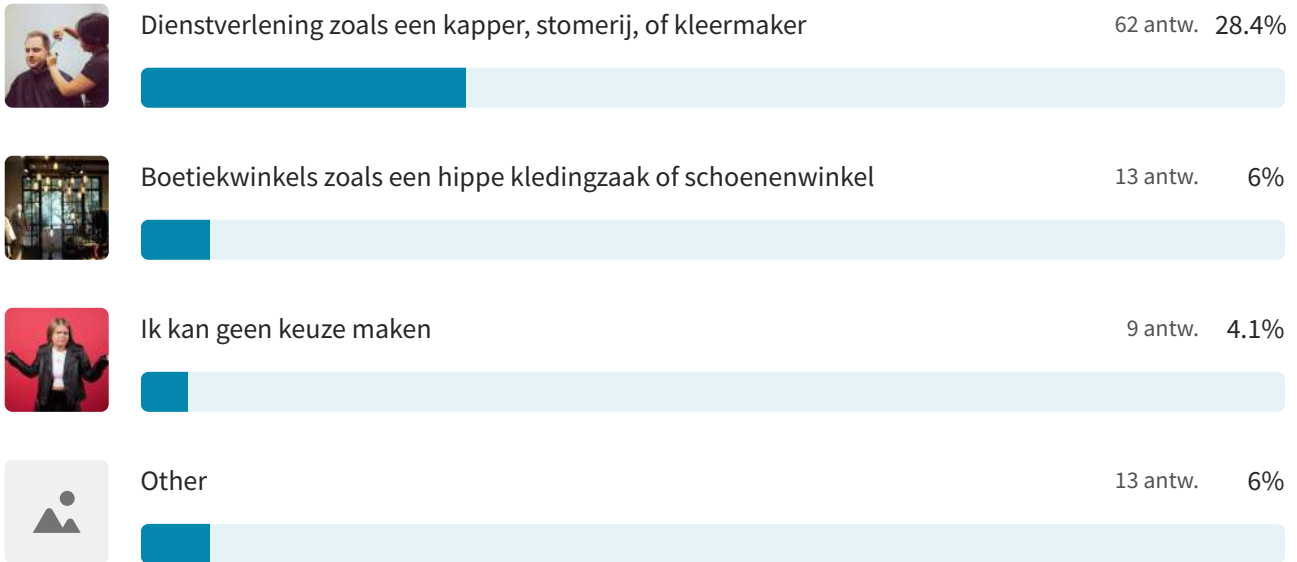 Dienstverlening zoals een kapper, stomerij, of kleermaker 62 antw. 28.4%
Boetiekwinkels zoals een hippe kledingzaak of schoenenwinkel 13 antw. 6%
Ik kan geen keuze maken 9 antw. 4.1%
Other 13 antw. 6%